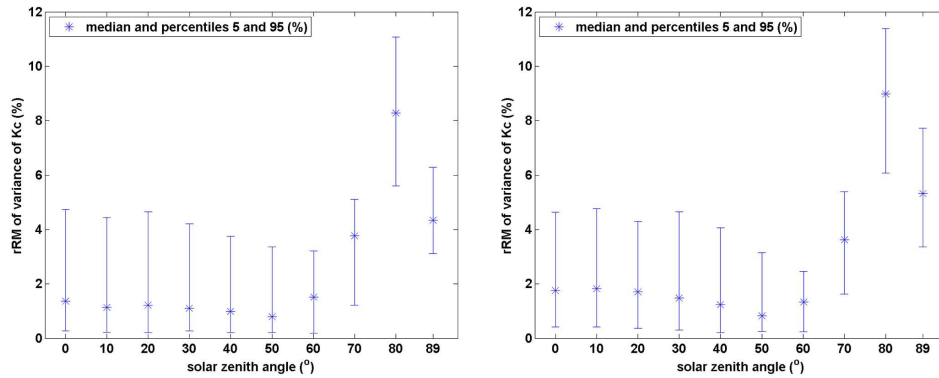 median and percentiles 5 and 95 (%)
rRM of variance of Kc (%)
12
10
8
6
4
2
0
0 10 20 30 40 50 60 70 80 89
solar zenith angle (°)
median and percentiles 5 and 95 (%)
rRM of variance of Kc (%)
12
10
8
6
4
2
0
0 10 20 30 40 50 60 70 80 89
solar zenith angle (°)